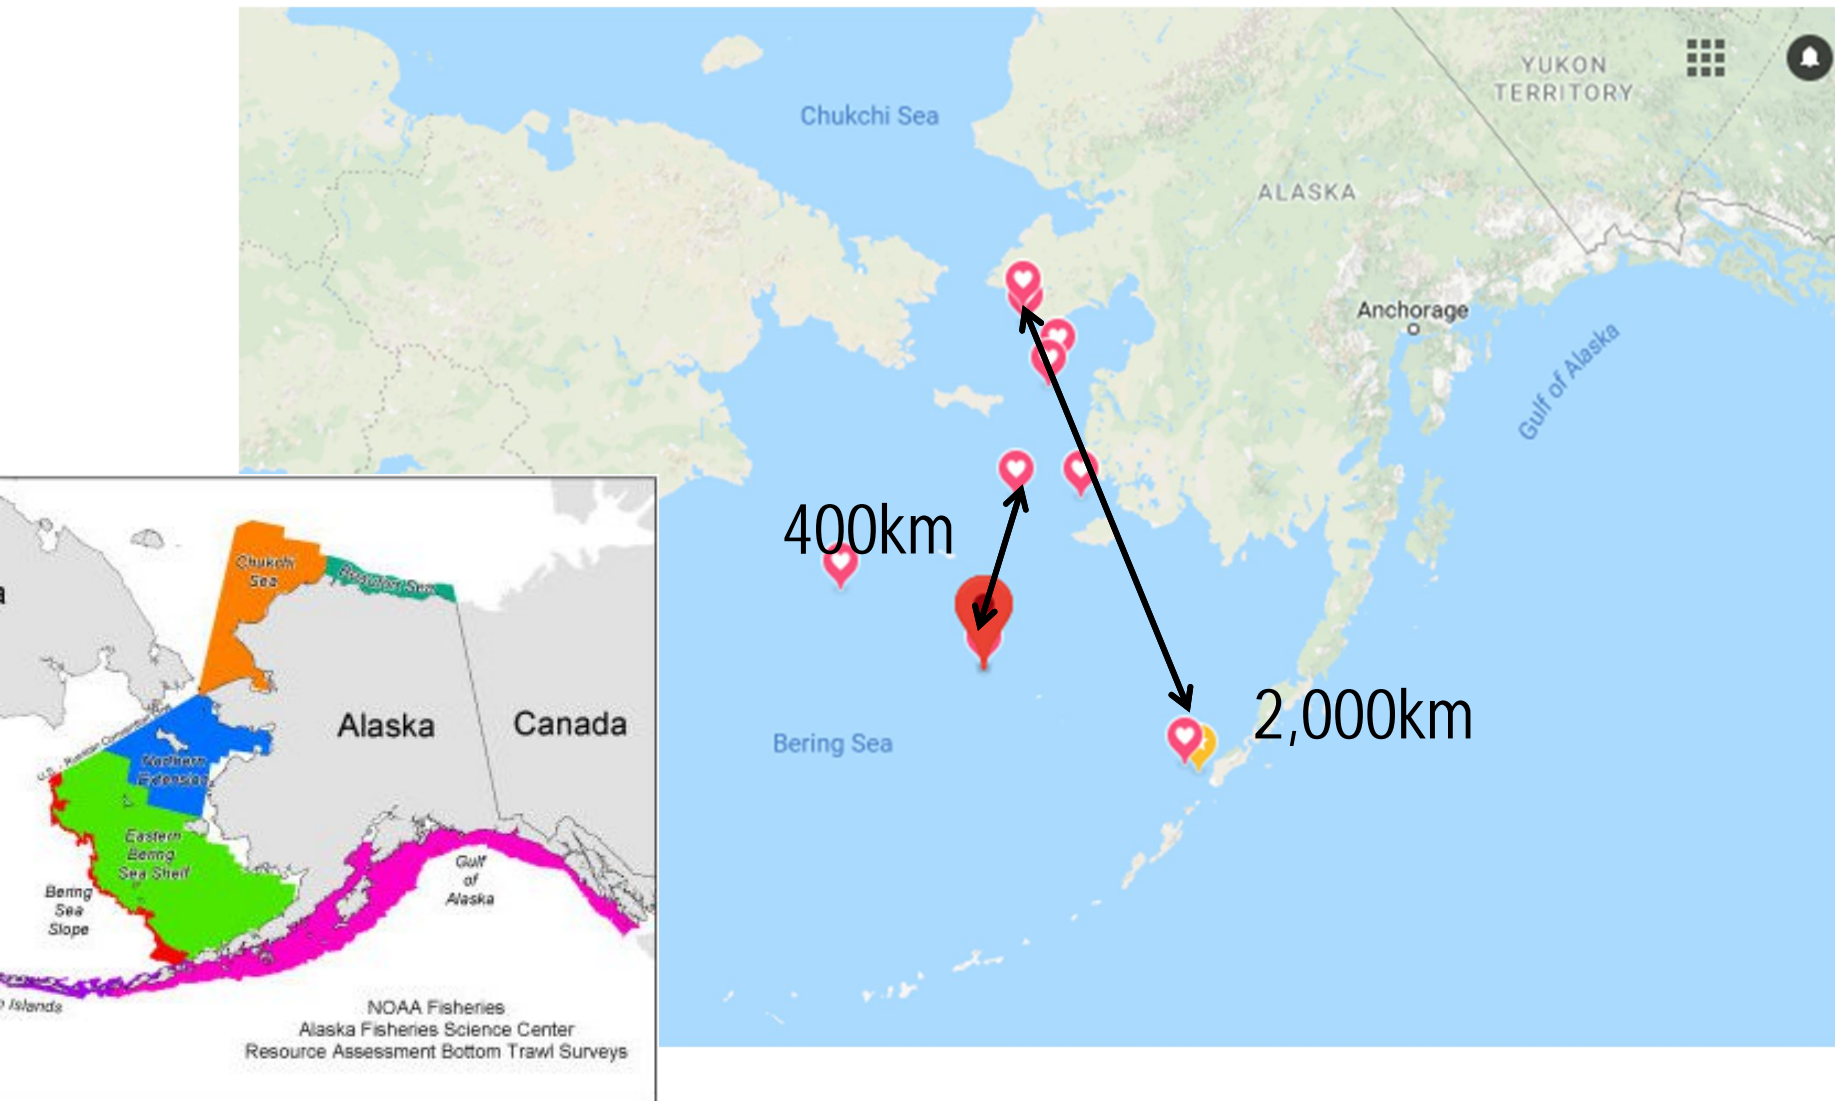 Chukchi Sea
YUKON
TERRITORY
ALASKA
Anchorage
Gulf of Alaska
400km
2,000km
Bering Sea
Chukchi
Sea
Beaufort Sea
a
Alaska
Canada
Northern
Extension
Eastern
Bering
Sea Shelf
Bering
Sea
Slope
Gulf
of
Alaska
Islands
NOAA Fisheries
Alaska Fisheries Science Center
Resource Assessment Bottom Trawl Surveys